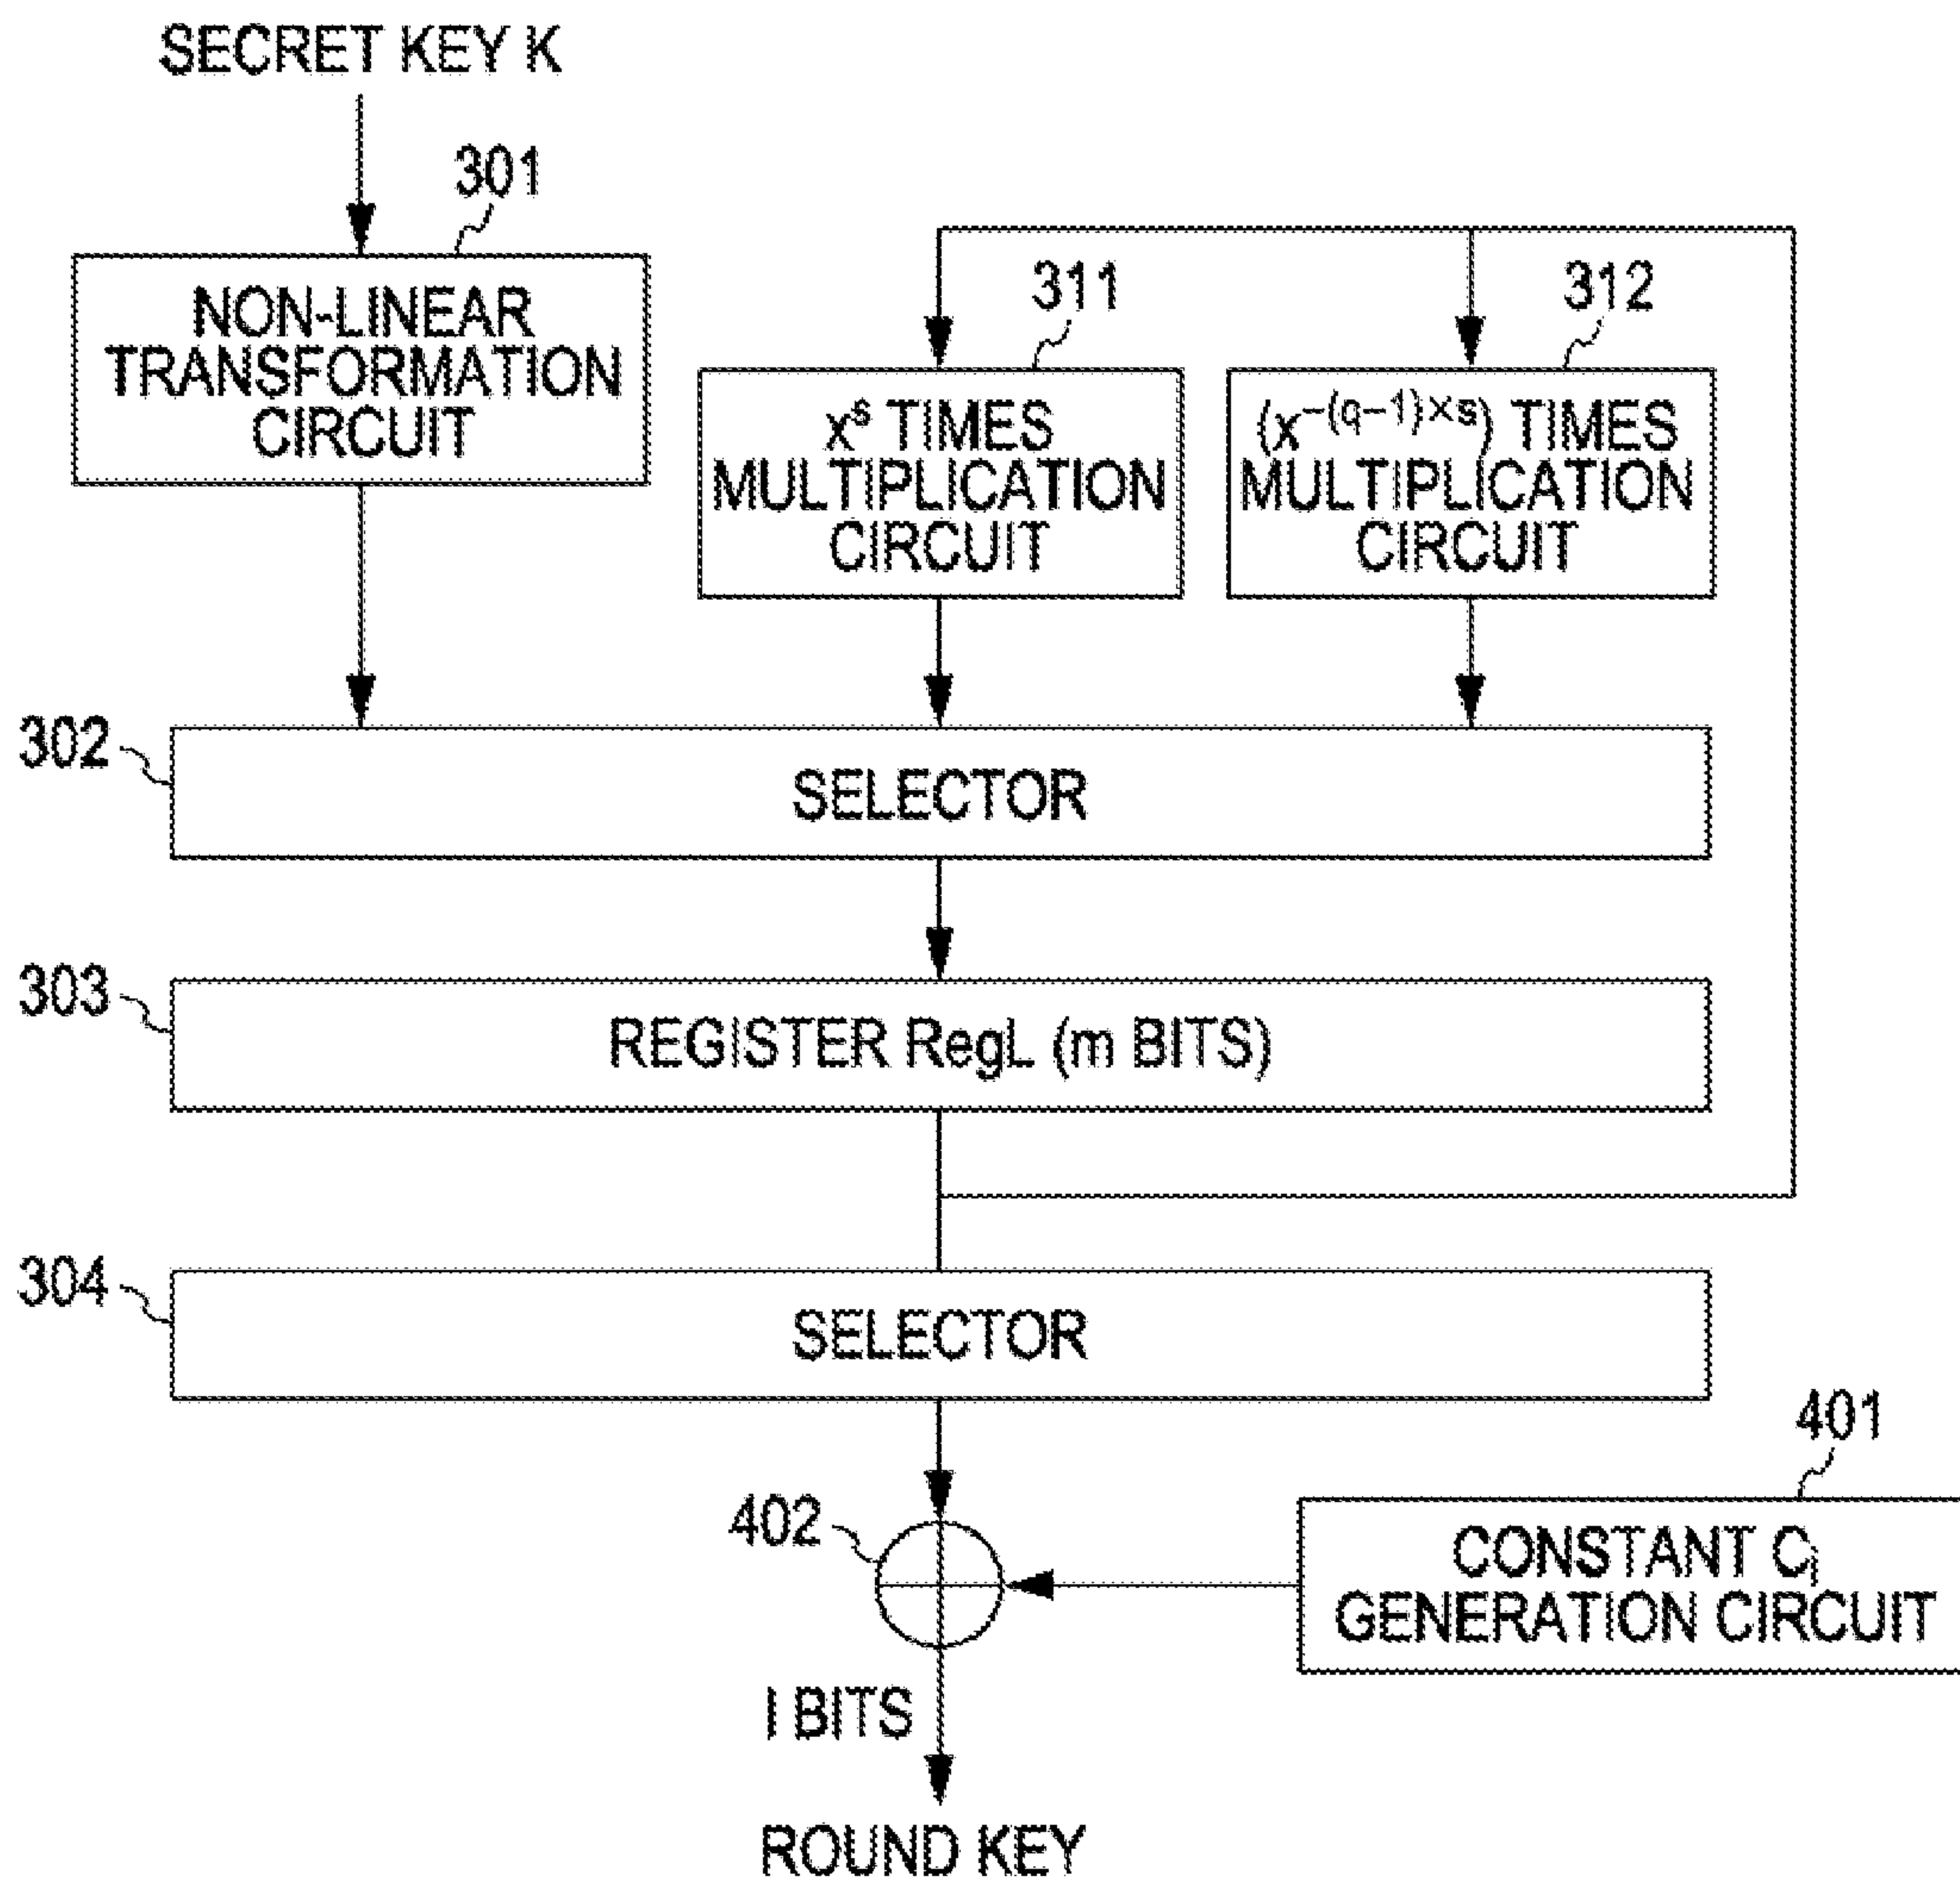 SECRET KEY K
301
NON-LINEAR
TRANSFORMATION
CIRCUIT
311
x^s TIMES
MULTIPLICATION
CIRCUIT
312
(x^−(q−1)×s) TIMES
MULTIPLICATION
CIRCUIT
302
SELECTOR
303
REGISTER RegL (m BITS)
304
SELECTOR
401
402
CONSTANT C_i
GENERATION CIRCUIT
l BITS
ROUND KEY